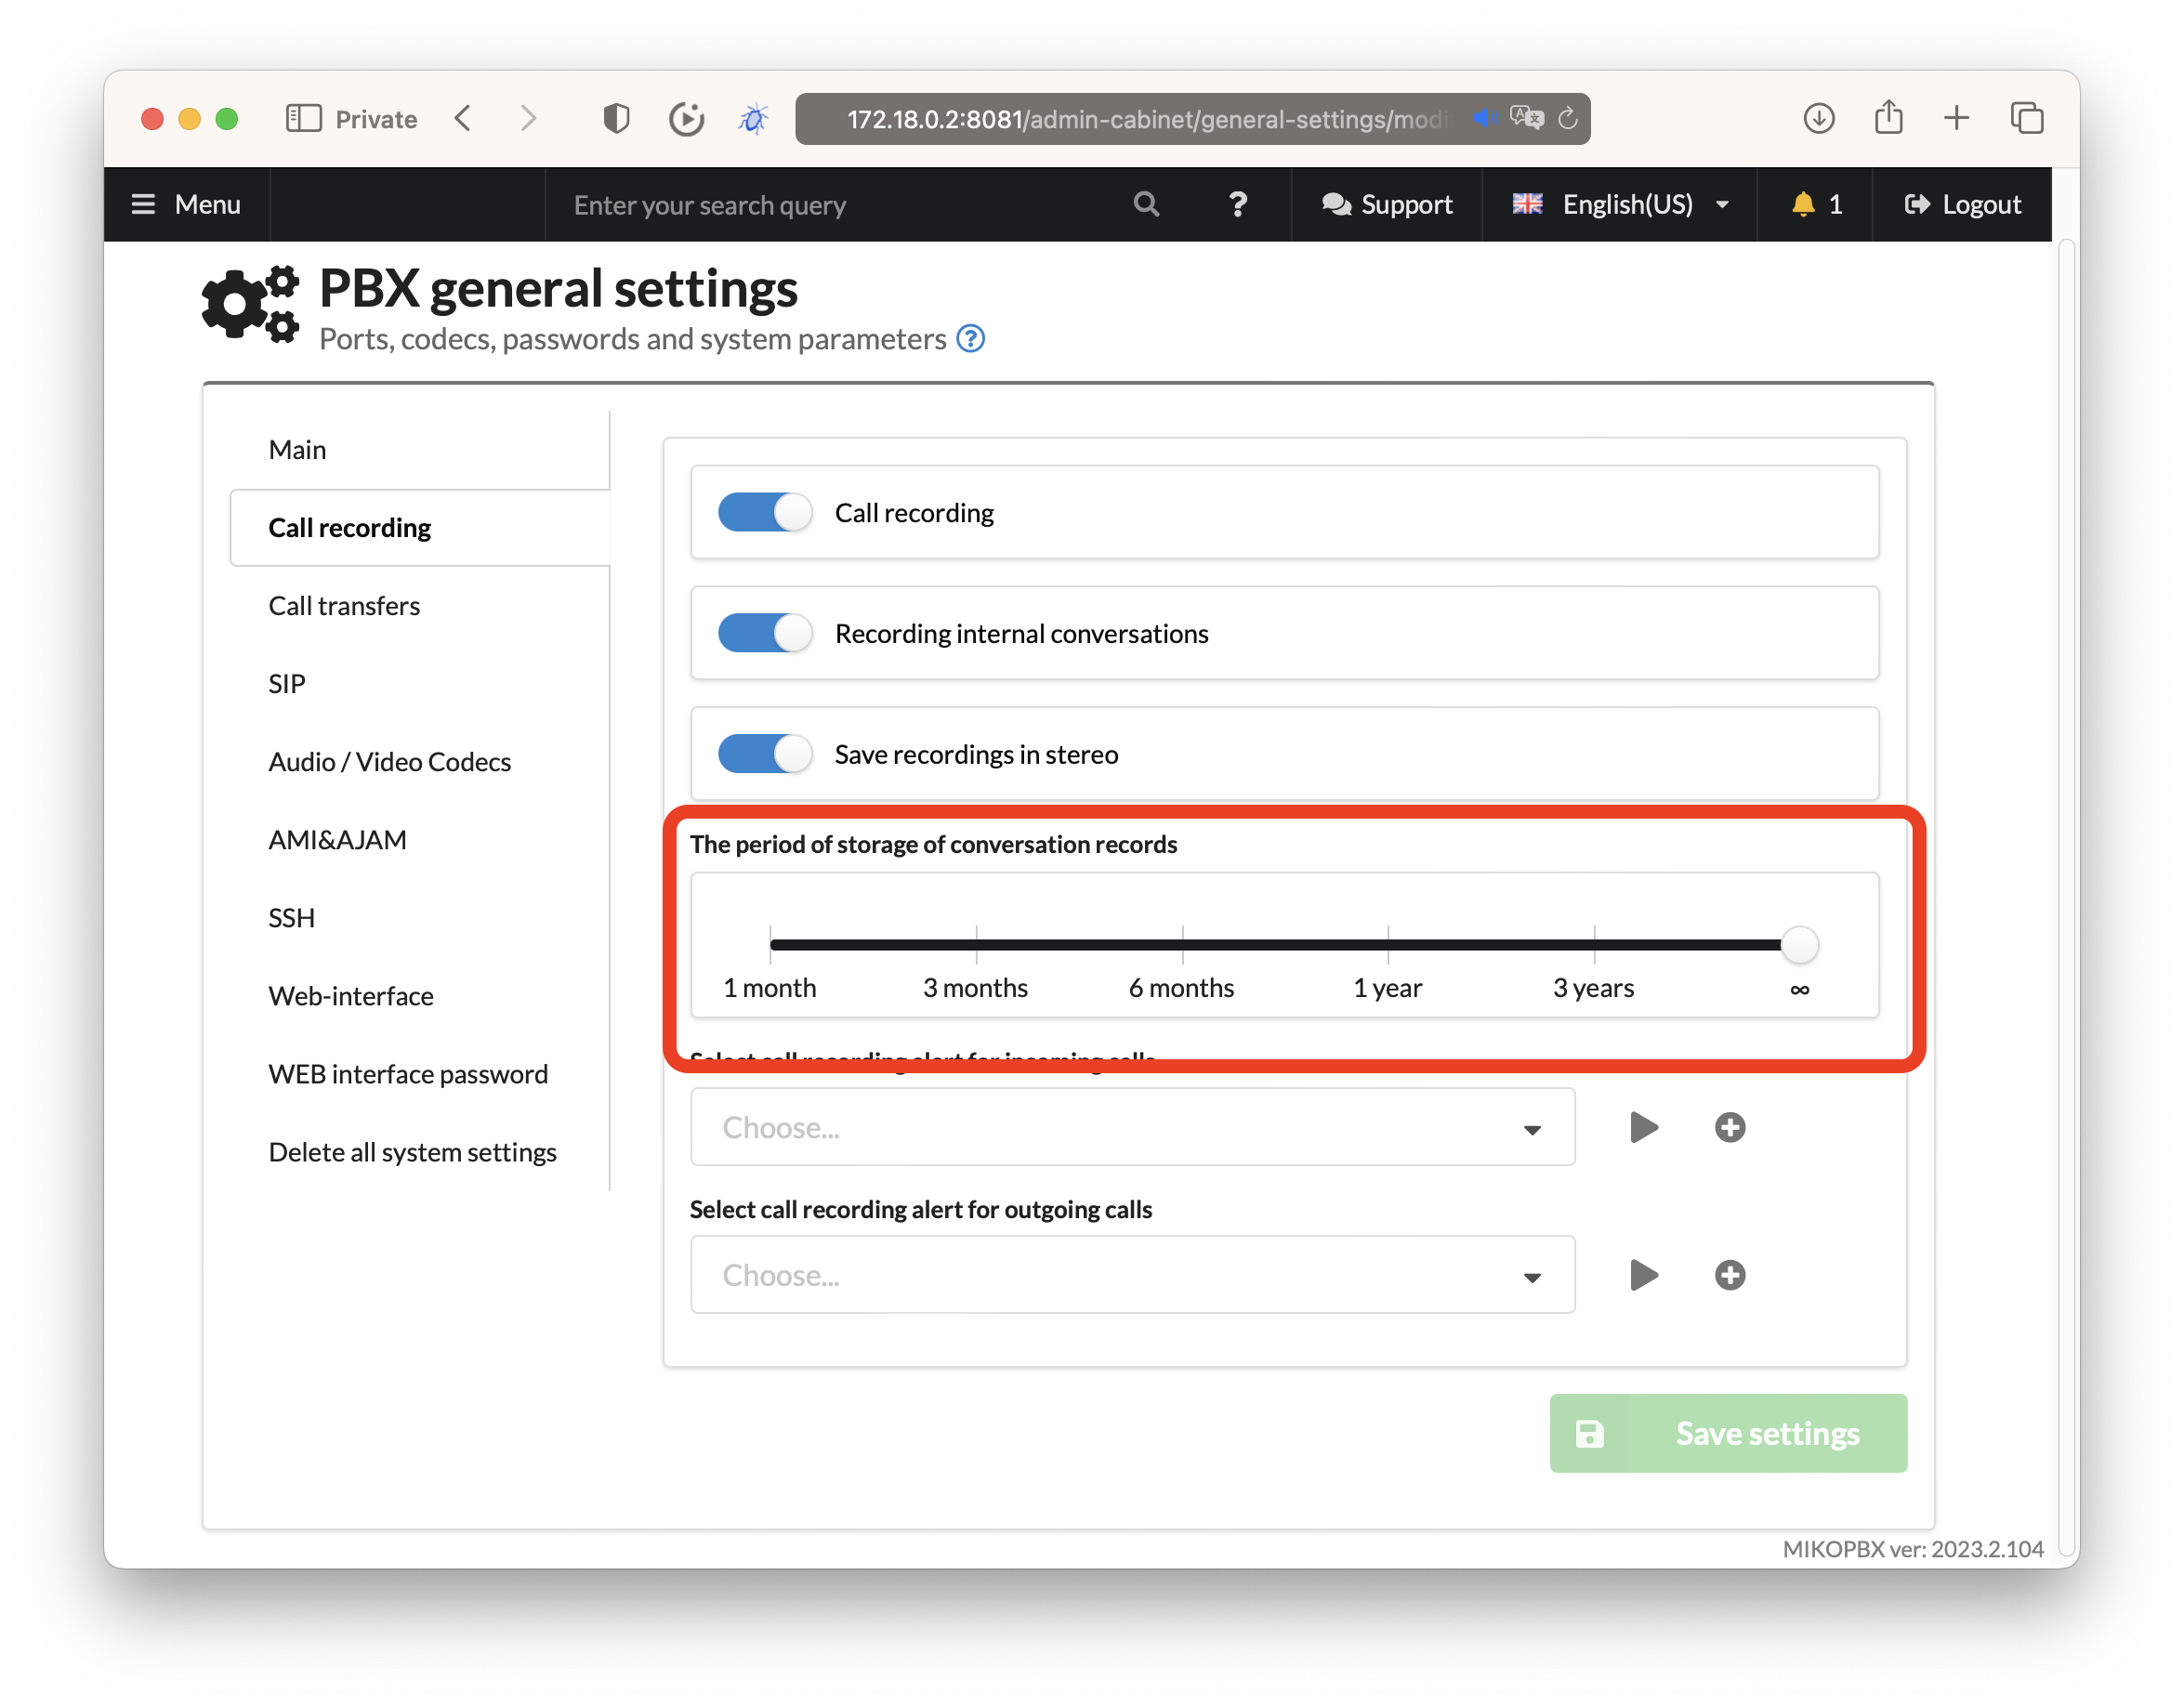 Private
172.18.0.2:8081/admin-cabinet/general-settings/modi
Menu
Enter your search query
?
Support
English(US)
1
Logout
PBX general settings
Ports, codecs, passwords and system parameters ?
Main
Call recording
Call transfers
SIP
Audio / Video Codecs
AMI&AJAM
SSH
Web-interface
WEB interface password
Delete all system settings
Call recording
Recording internal conversations
Save recordings in stereo
The period of storage of conversation records
1 month 3 months 6 months 1 year 3 years ∞
Select call recording alert for incoming calls
Choose...
Select call recording alert for outgoing calls
Choose...
Save settings
MIKOPBX ver: 2023.2.104